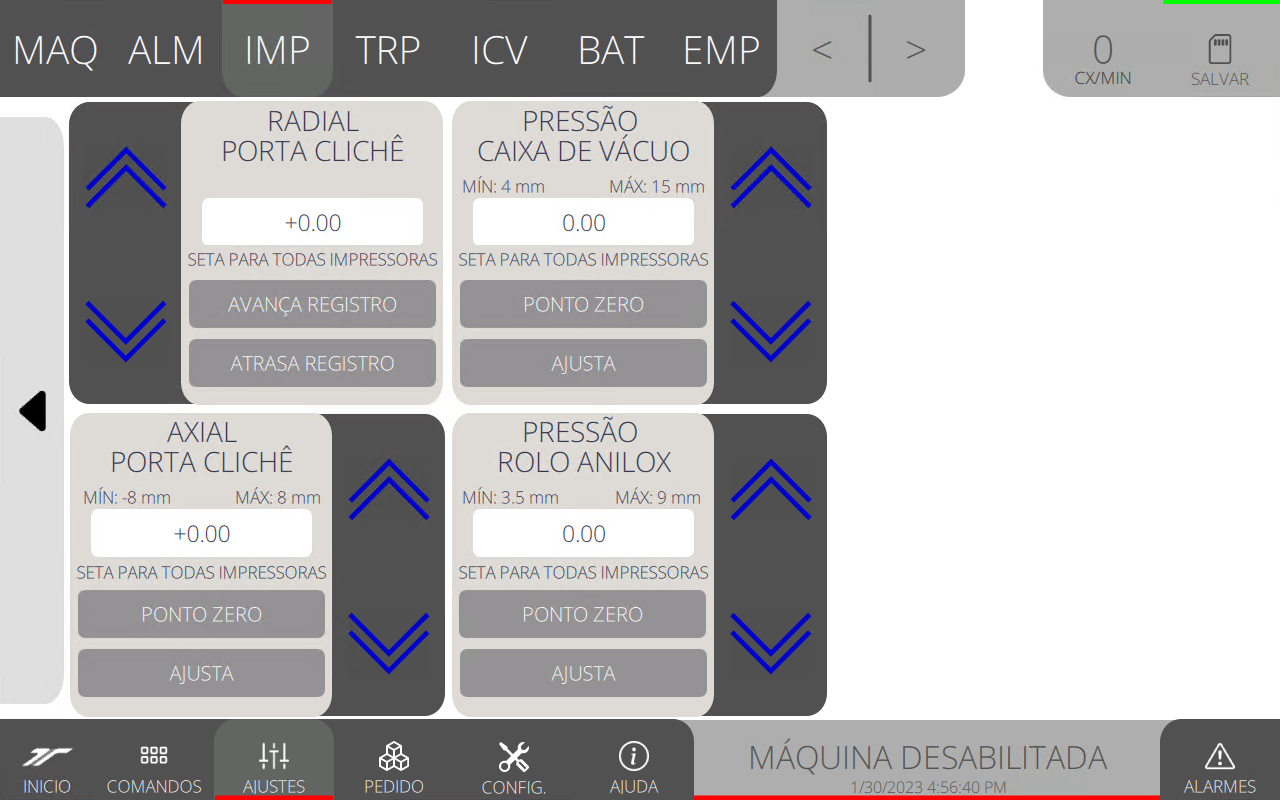 MAQ ALM IMP TRP ICV BAT EMP < > 0
CX/MIN SALVAR
RADIAL
PORTA CLICHÊ
+0.00
SETA PARA TODAS IMPRESSORAS
AVANÇA REGISTRO
ATRASA REGISTRO
PRESSÃO
CAIXA DE VÁCUO
MÍN: 4 mm MÁX: 15 mm
0.00
SETA PARA TODAS IMPRESSORAS
PONTO ZERO
AJUSTA
AXIAL
PORTA CLICHÊ
MÍN: -8 mm MÁX: 8 mm
+0.00
SETA PARA TODAS IMPRESSORAS
PONTO ZERO
AJUSTA
PRESSÃO
ROLO ANILOX
MÍN: 3.5 mm MÁX: 9 mm
0.00
SETA PARA TODAS IMPRESSORAS
PONTO ZERO
AJUSTA
INICIO COMANDOS AJUSTES PEDIDO CONFIG. AJUDA
MÁQUINA DESABILITADA
1/30/2023 4:56:40 PM
ALARMES